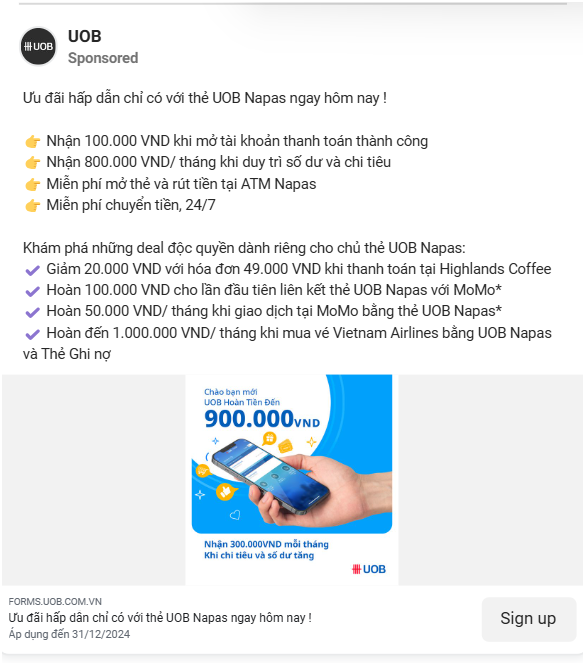 UOB
UOB
Sponsored
Ưu đãi hấp dẫn chỉ có với thẻ UOB Napas ngay hôm nay !
👉 Nhận 100.000 VND khi mở tài khoản thanh toán thành công
👉 Nhận 800.000 VND/ tháng khi duy trì số dư và chi tiêu
👉 Miễn phí mở thẻ và rút tiền tại ATM Napas
👉 Miễn phí chuyển tiền, 24/7
Khám phá những deal độc quyền dành riêng cho chủ thẻ UOB Napas:
✔ Giảm 20.000 VND với hóa đơn 49.000 VND khi thanh toán tại Highlands Coffee
✔ Hoàn 100.000 VND cho lần đầu tiên liên kết thẻ UOB Napas với MoMo*
✔ Hoàn 50.000 VND/ tháng khi giao dịch tại MoMo bằng thẻ UOB Napas*
✔ Hoàn đến 1.000.000 VND/ tháng khi mua vé Vietnam Airlines bằng UOB Napas
và Thẻ Ghi nợ
Chào bạn mới
UOB Hoàn Tiền Đến
900.000VND
Nhận 300.000VND mỗi tháng
Khi chi tiêu và số dư tăng
UOB
FORMS.UOB.COM.VN
Ưu đãi hấp dẫn chỉ có với thẻ UOB Napas ngay hôm nay !
Áp dụng đến 31/12/2024
Sign up